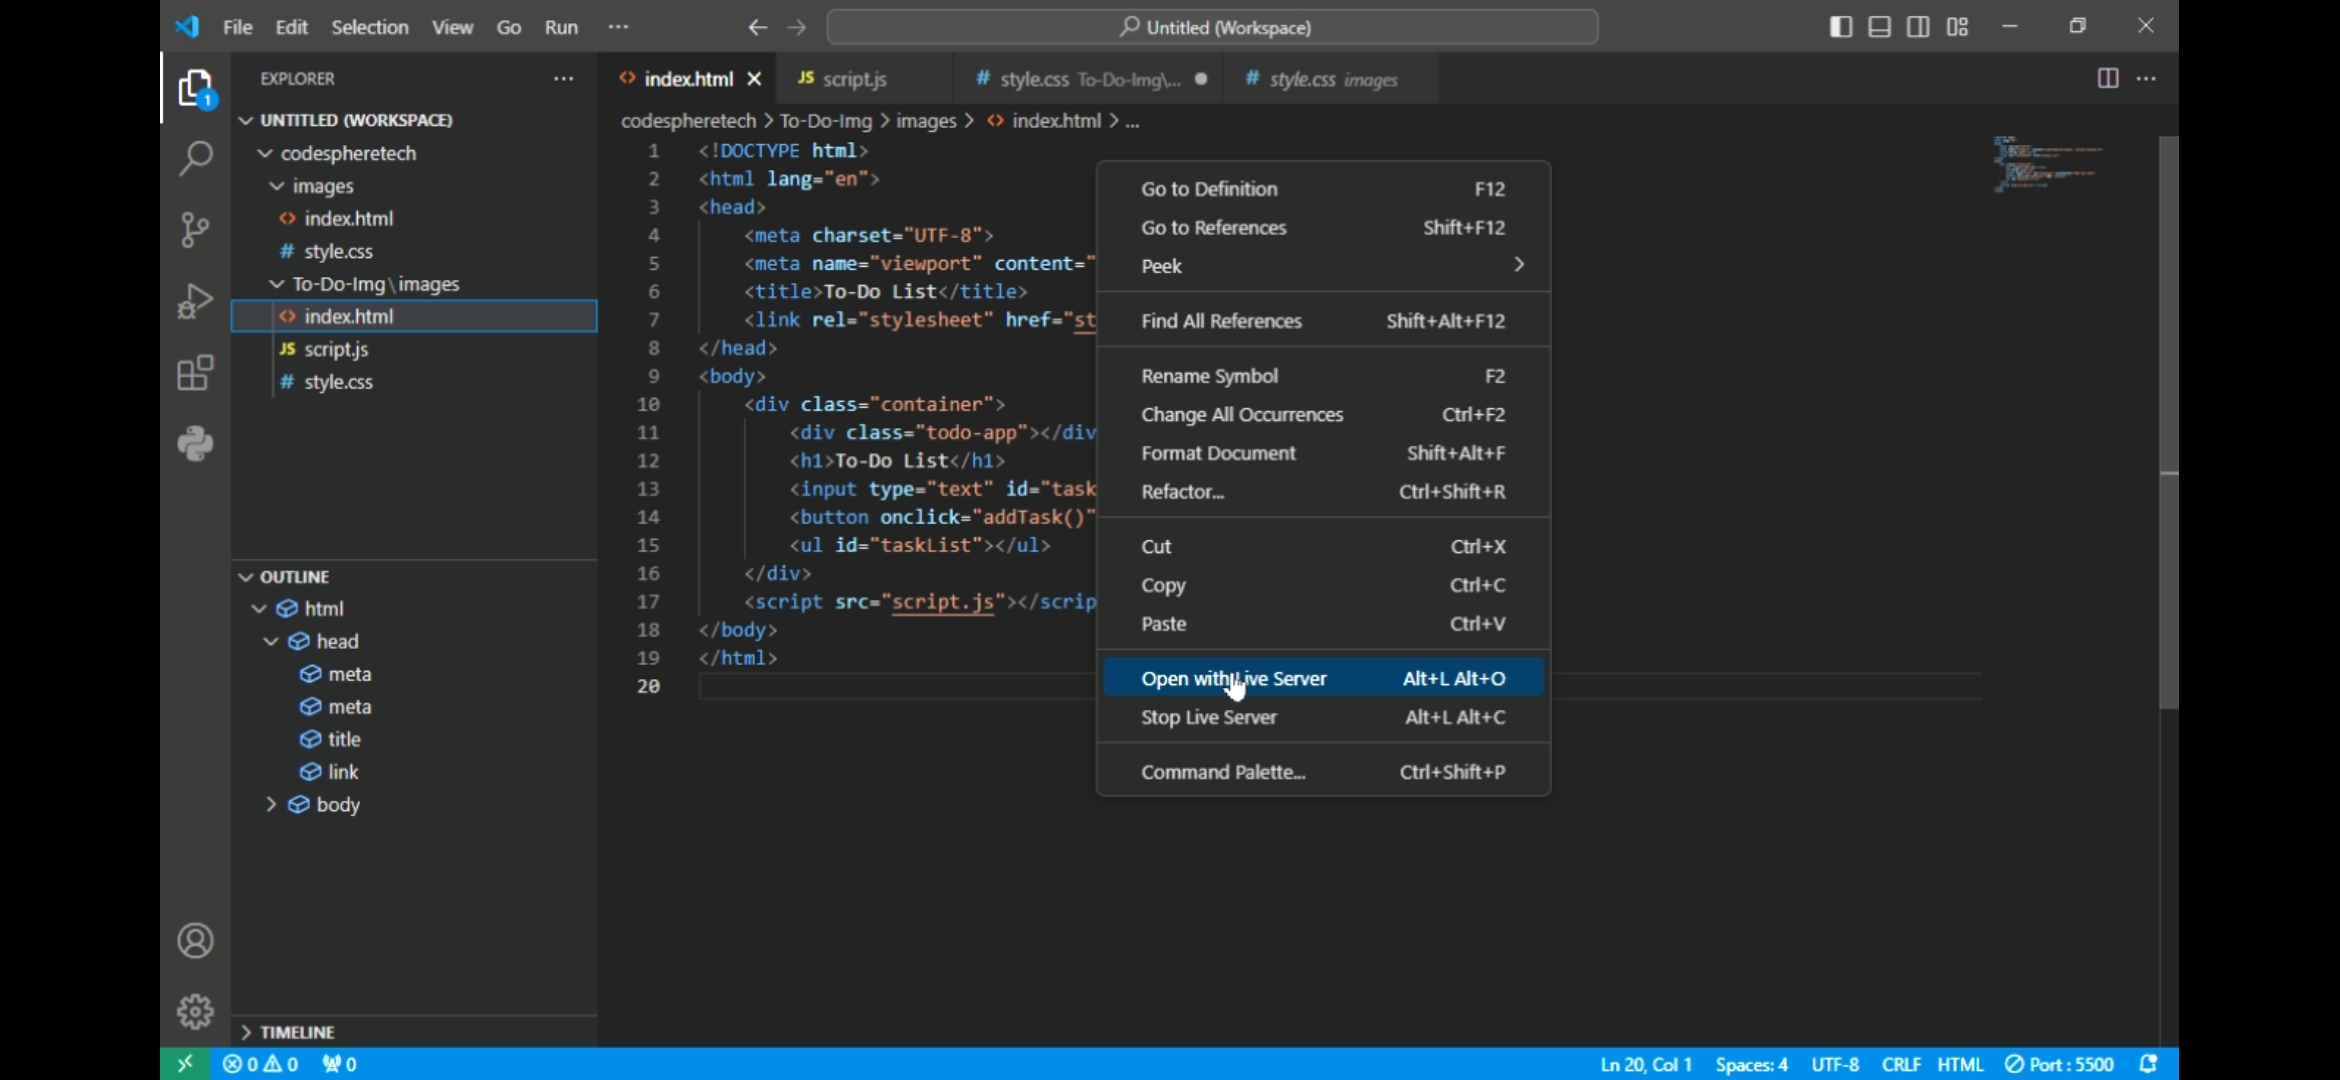 File Edit Selection View Go Run ···
Untitled (Workspace)
EXPLORER ···
index.html
JS script.js
# style.css To-Do-Img\...
# style.css images
1
UNTITLED (WORKSPACE)
codespheretech
images
index.html
# style.css
To-Do-Img\images
index.html
JS script.js
# style.css
OUTLINE
html
head
meta
meta
title
link
body
TIMELINE
codespheretech > To-Do-Img > images > index.html > ...
1 <!DOCTYPE html>
2 <html lang="en">
3 <head>
4 <meta charset="UTF-8">
5 <meta name="viewport" content="
6 <title>To-Do List</title>
7 <link rel="stylesheet" href="st
8 </head>
9 <body>
10 <div class="container">
11 <div class="todo-app"></div
12 <h1>To-Do List</h1>
13 <input type="text" id="task
14 <button onclick="addTask()"
15 <ul id="taskList"></ul>
16 </div>
17 <script src="script.js"></scrip
18 </body>
19 </html>
20
Go to Definition F12
Go to References Shift+F12
Peek >
Find All References Shift+Alt+F12
Rename Symbol F2
Change All Occurrences Ctrl+F2
Format Document Shift+Alt+F
Refactor... Ctrl+Shift+R
Cut Ctrl+X
Copy Ctrl+C
Paste Ctrl+V
Open with Live Server Alt+L Alt+O
Stop Live Server Alt+L Alt+C
Command Palette... Ctrl+Shift+P
0 0 0
Ln 20, Col 1 Spaces: 4 UTF-8 CRLF HTML Port : 5500